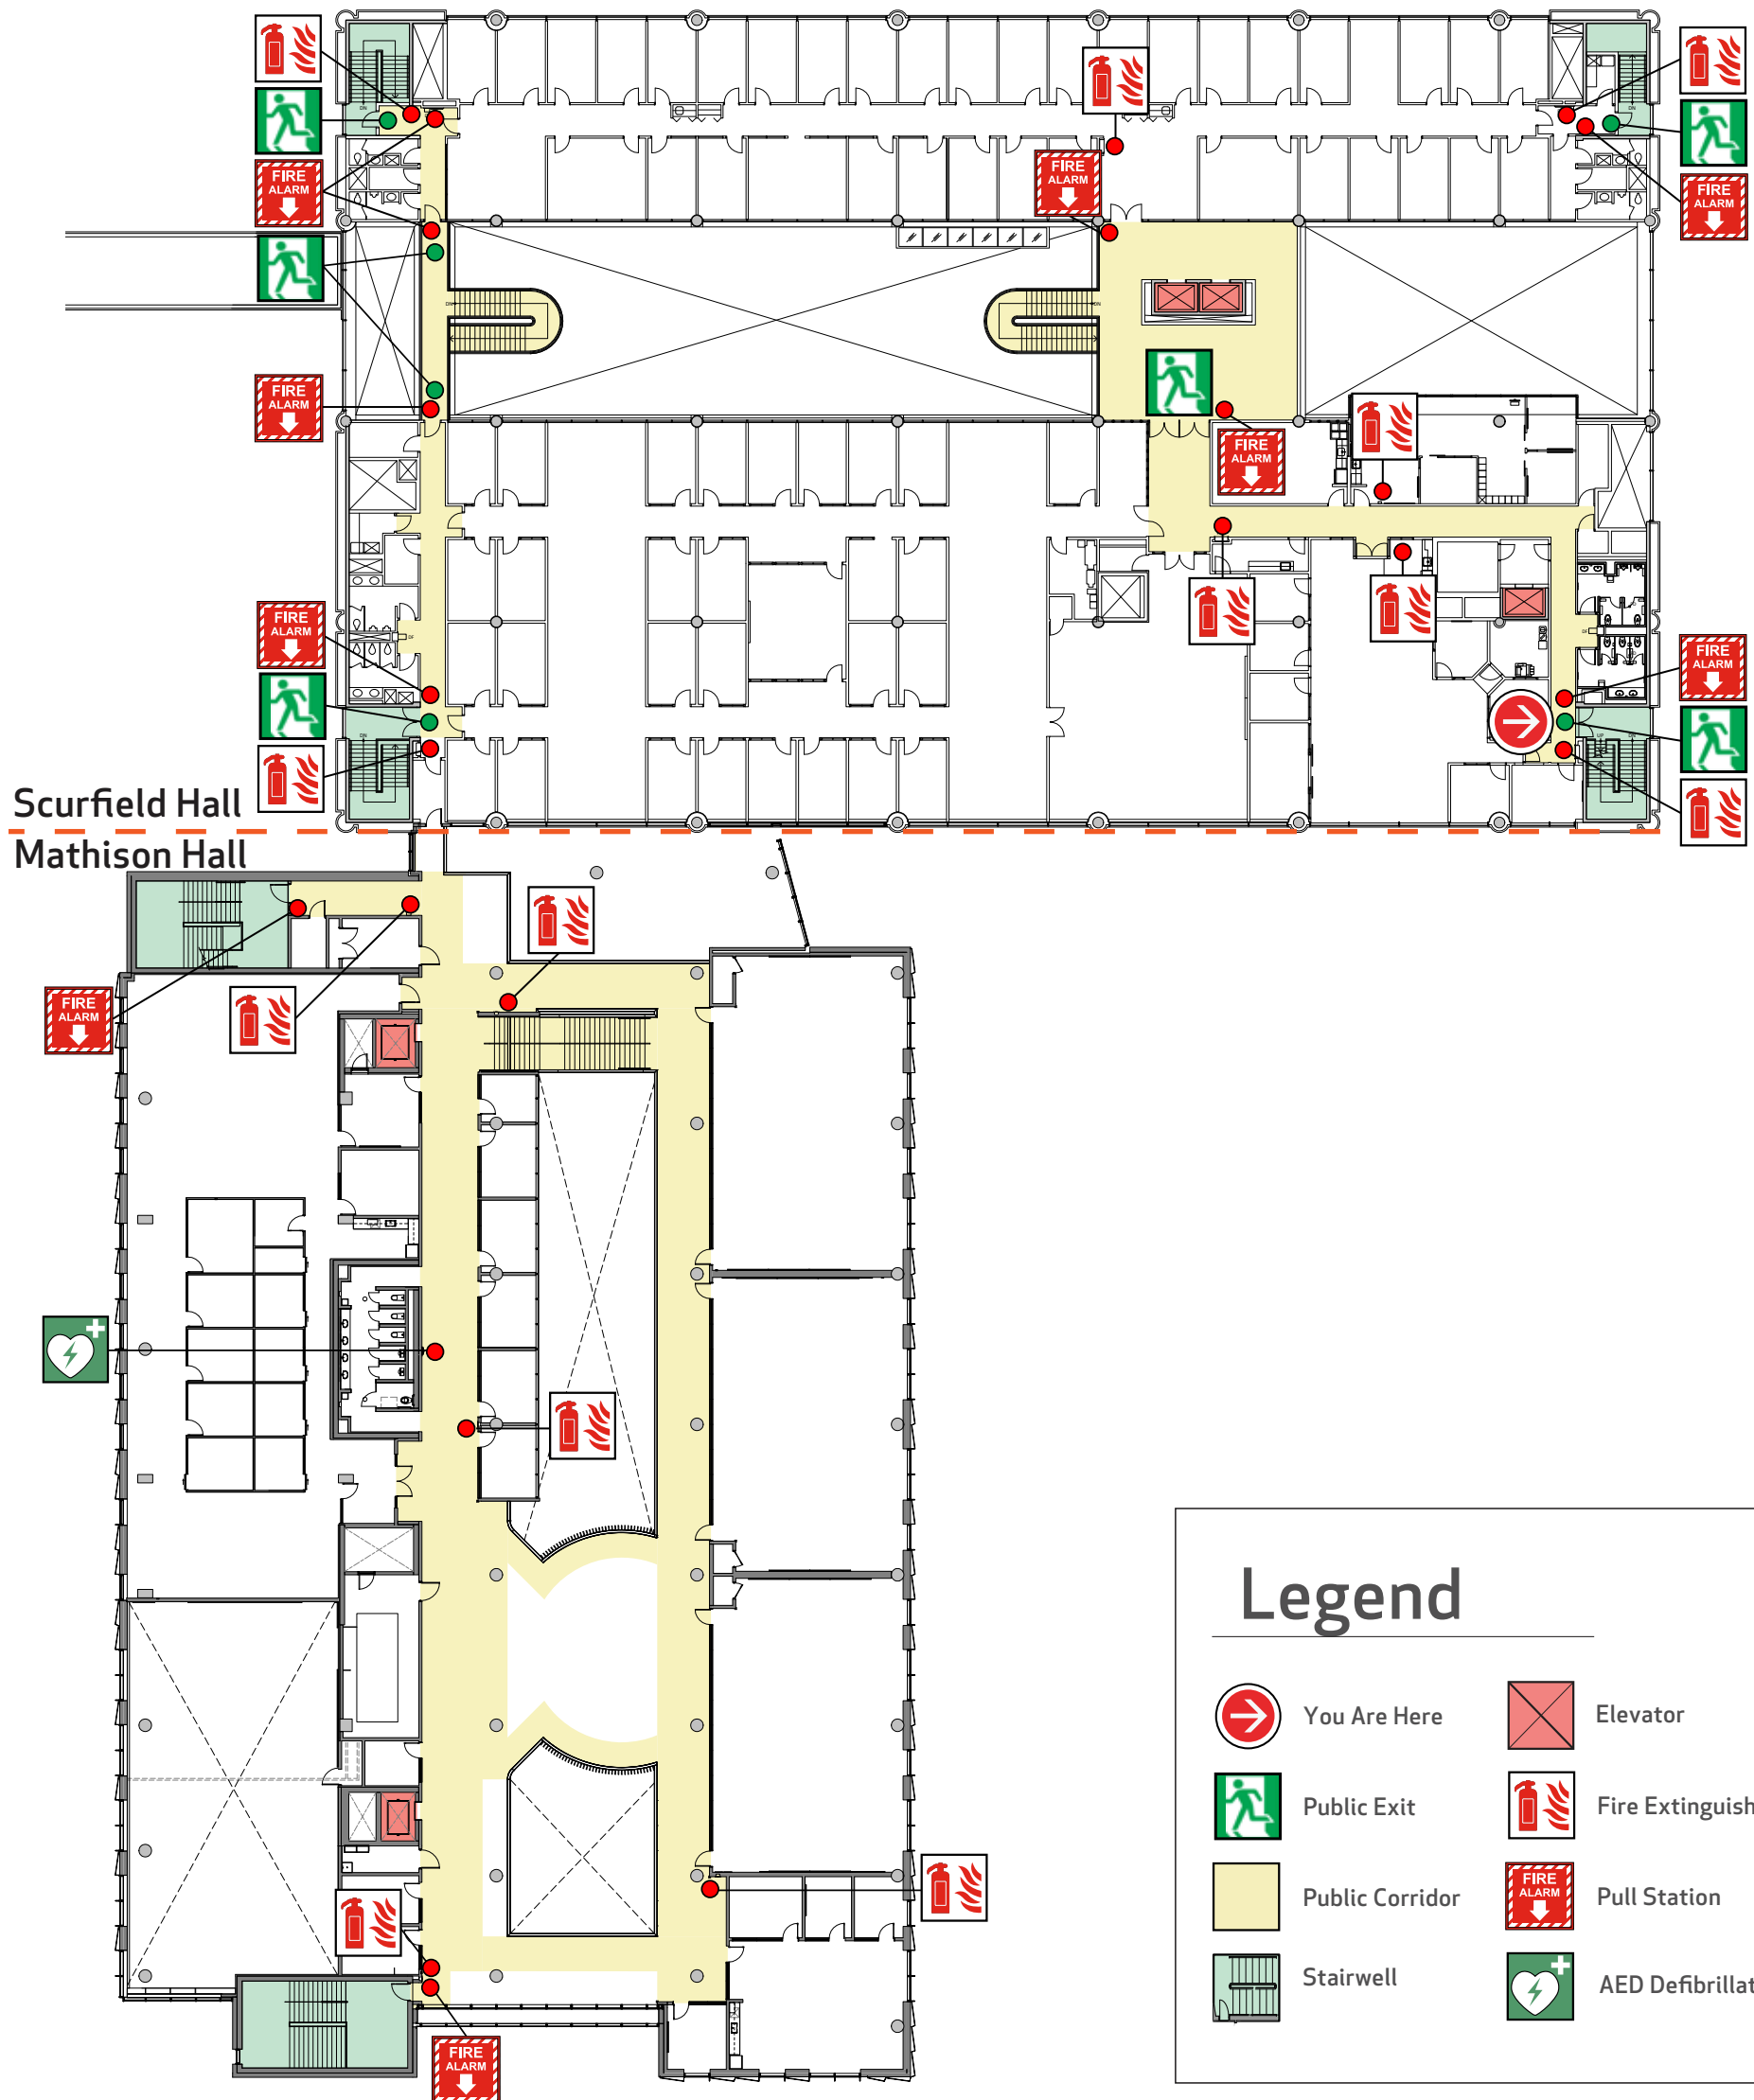 FIRE
ALARM
FIRE
ALARM
FIRE
ALARM
FIRE
ALARM
FIRE
ALARM
FIRE
ALARM
FIRE
ALARM
Scurfield Hall
Mathison Hall
FIRE
ALARM
Legend
You Are Here
Elevator
Public Exit
Fire Extinguish
Public Corridor
FIRE
ALARM
Pull Station
Stairwell
AED Defibrillat
FIRE
ALARM